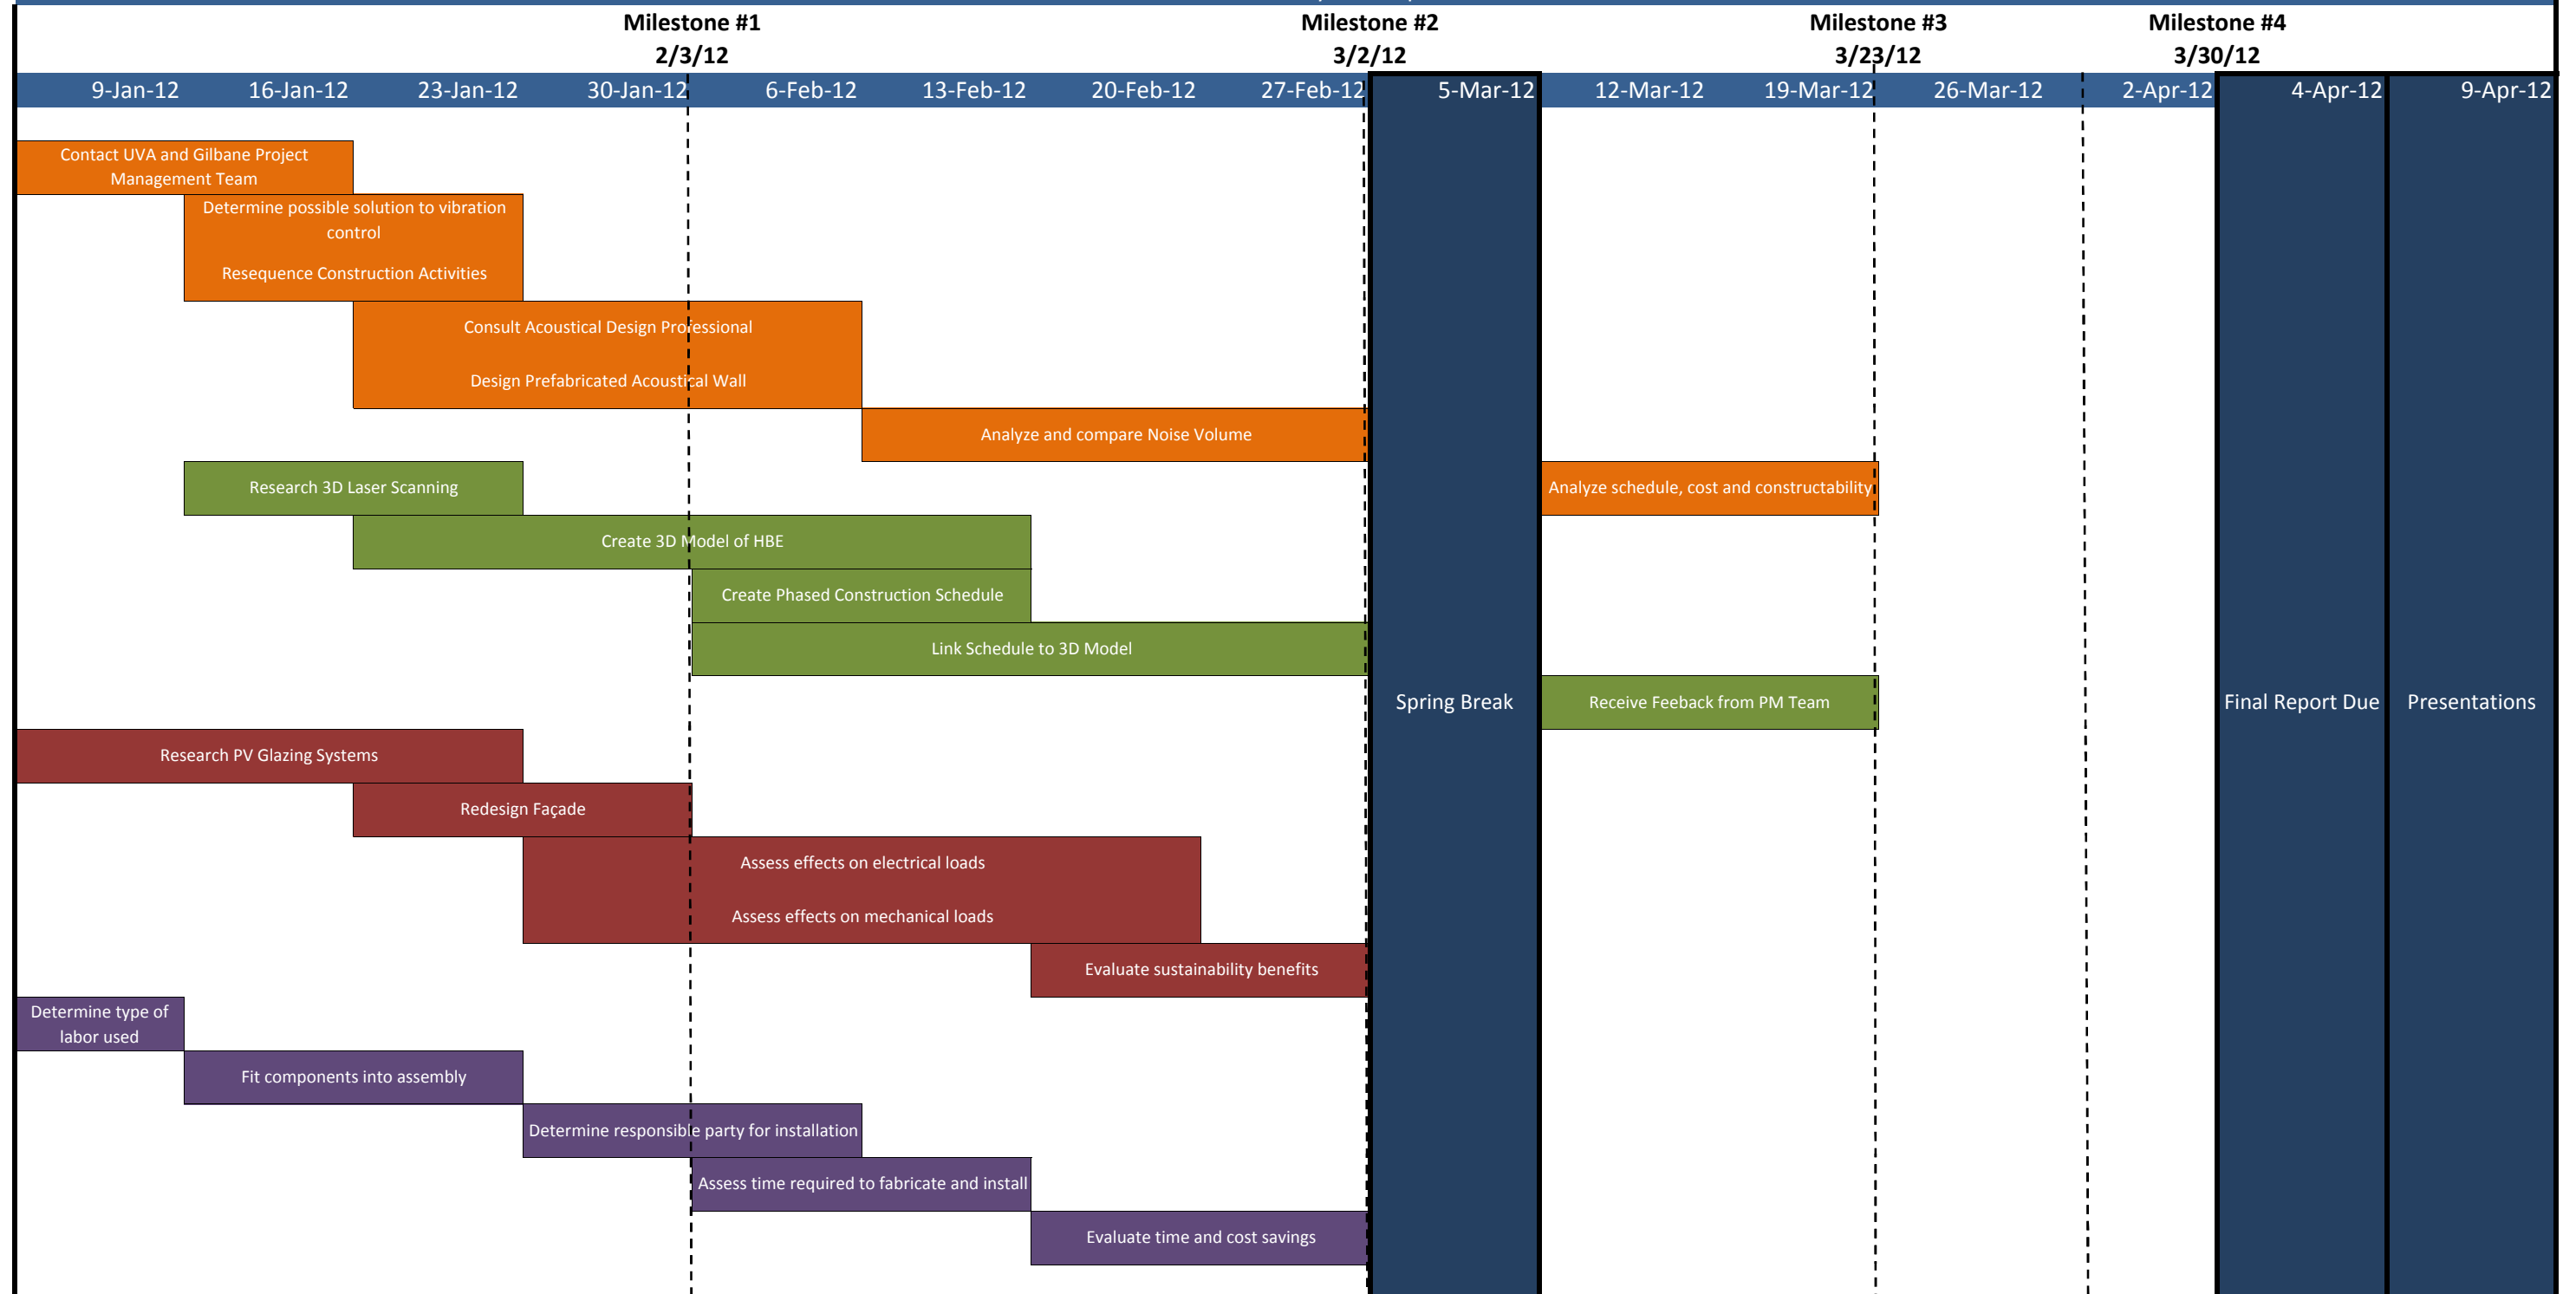 Milestone #1
2/3/12
Milestone #2
3/2/12
Milestone #3
3/23/12
Milestone #4
3/30/12
9-Jan-12 16-Jan-12 23-Jan-12 30-Jan-12 6-Feb-12 13-Feb-12 20-Feb-12 27-Feb-12 5-Mar-12 12-Mar-12 19-Mar-12 26-Mar-12 2-Apr-12 4-Apr-12 9-Apr-12
Contact UVA and Gilbane Project
Management Team
Determine possible solution to vibration
control
Resequence Construction Activities
Consult Acoustical Design Professional
Design Prefabricated Acoustical Wall
Analyze and compare Noise Volume
Research 3D Laser Scanning
Analyze schedule, cost and constructability
Create 3D Model of HBE
Create Phased Construction Schedule
Link Schedule to 3D Model
Spring Break
Receive Feeback from PM Team
Final Report Due
Presentations
Research PV Glazing Systems
Redesign Façade
Assess effects on electrical loads
Assess effects on mechanical loads
Evaluate sustainability benefits
Determine type of
labor used
Fit components into assembly
Determine responsible party for installation
Assess time required to fabricate and install
Evaluate time and cost savings